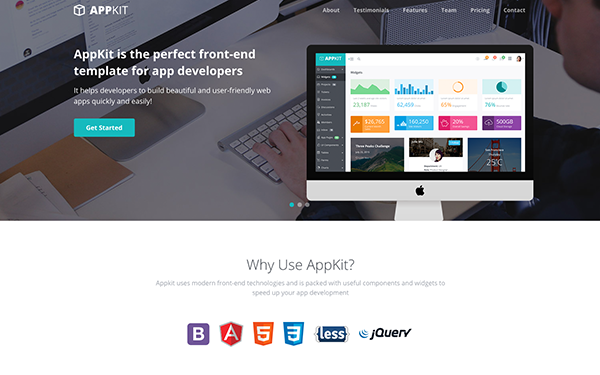 APPKIT
About Testimonials Features Team Pricing Contact
AppKit is the perfect front-end
template for app developers
It helps developers to build beautiful and user-friendly web
apps quickly and easily!
Get Started
APPKIT
Widgets
23,187
62,459
65%
76%
$26,765
160,250
20%
500GB
Three Peaks Challenge
San Francisco
25°C
Why Use AppKit?
Appkit uses modern front-end technologies and is packed with useful components and widgets to
speed up your app development.
B A 5 3 {less} jQuery